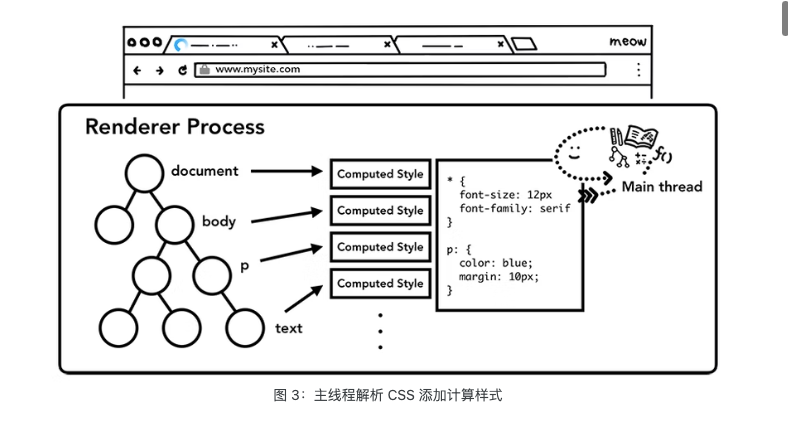 meow
www.mysite.com
Renderer Process
document
body
p
text
Computed Style
Computed Style
Computed Style
Computed Style
* {
font-size: 12px
font-family: serif
}
p: {
color: blue;
margin: 10px;
}
f()
Main thread
图 3：主线程解析 CSS 添加计算样式